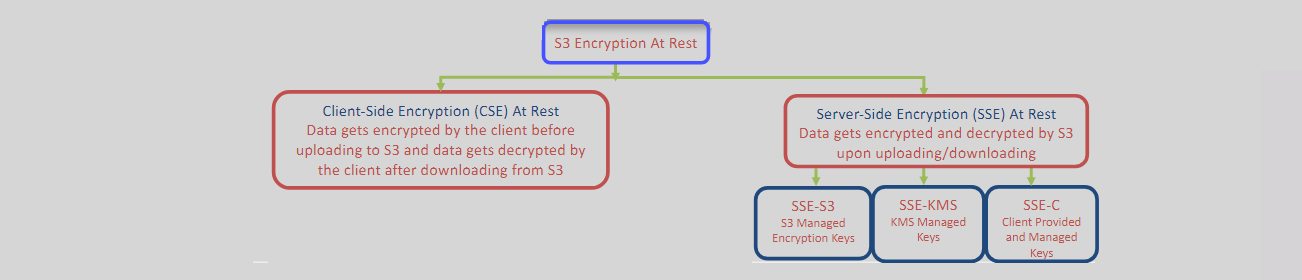 S3 Encryption At Rest
Client-Side Encryption (CSE) At Rest
Data gets encrypted by the client before
uploading to S3 and data gets decrypted by
the client after downloading from S3
Server-Side Encryption (SSE) At Rest
Data gets encrypted and decrypted by S3
upon uploading/downloading
SSE-S3
S3 Managed
Encryption Keys
SSE-KMS
KMS Managed
Keys
SSE-C
Client Provided
and Managed
Keys